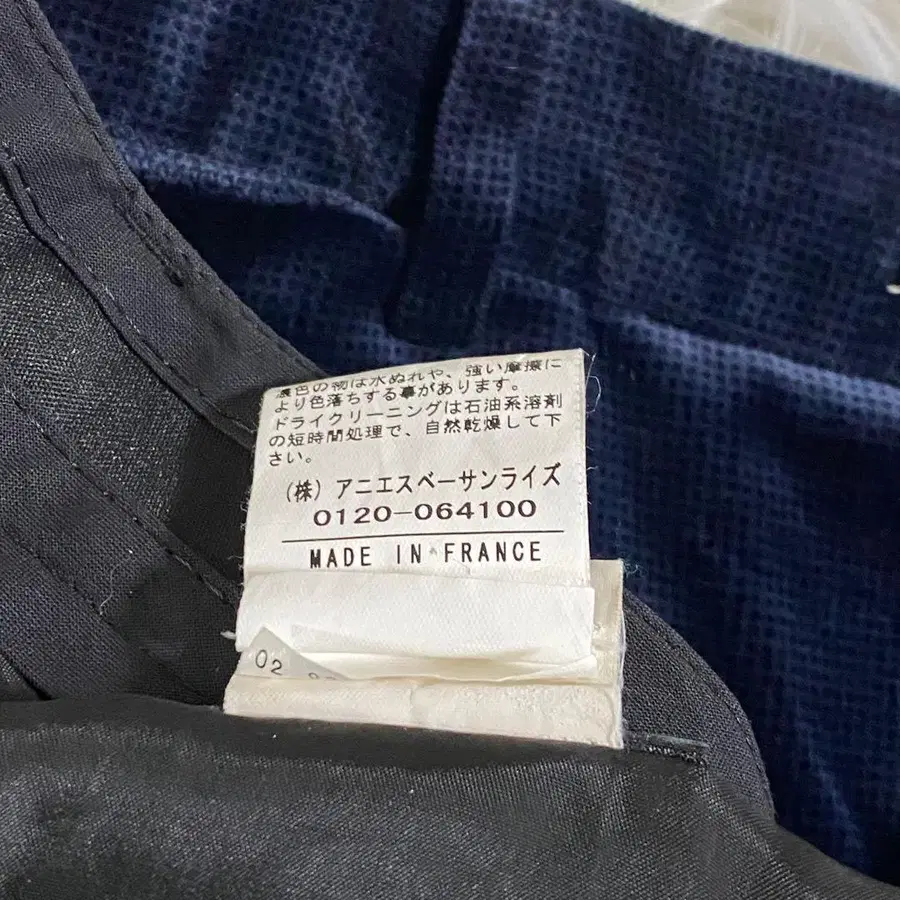 濃色の物は水ぬれや、強い摩擦に
より色落ちする事があります。
ドライクリーニングは石油系溶剤
の短時間処理で、自然乾燥して下
さい。
(株) アニエスベーサンライズ
0120-064100
MADE IN FRANCE
02